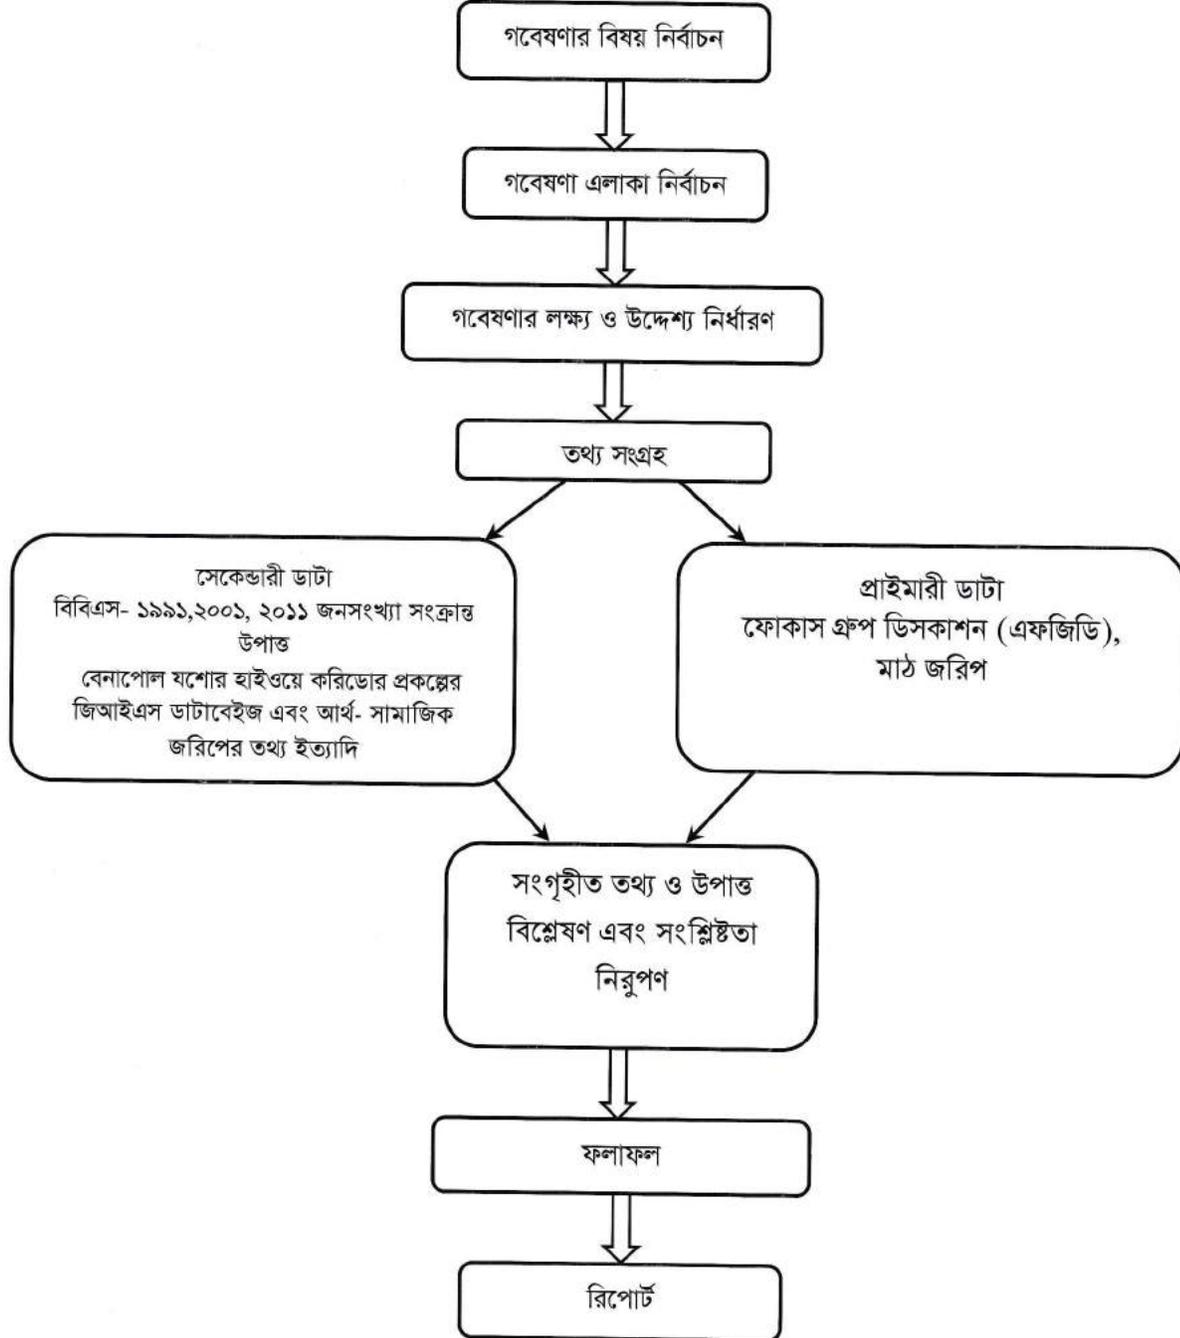 গবেষণার বিষয় নির্বাচন
গবেষণা এলাকা নির্বাচন
গবেষণার লক্ষ্য ও উদ্দেশ্য নির্ধারণ
তথ্য সংগ্রহ
সেকেন্ডারী ডাটা
বিবিএস- ১৯৯১,২০০১, ২০১১ জনসংখ্যা সংক্রান্ত
উপাত্ত
বেনাপোল যশোর হাইওয়ে করিডোর প্রকল্পের
জিআইএস ডাটাবেইজ এবং আর্থ- সামাজিক
জরিপের তথ্য ইত্যাদি
প্রাইমারী ডাটা
ফোকাস গ্রুপ ডিসকাশন (এফজিডি),
মাঠ জরিপ
সংগৃহীত তথ্য ও উপাত্ত
বিশ্লেষণ এবং সংশ্লিষ্টতা
নিরুপণ
ফলাফল
রিপোর্ট